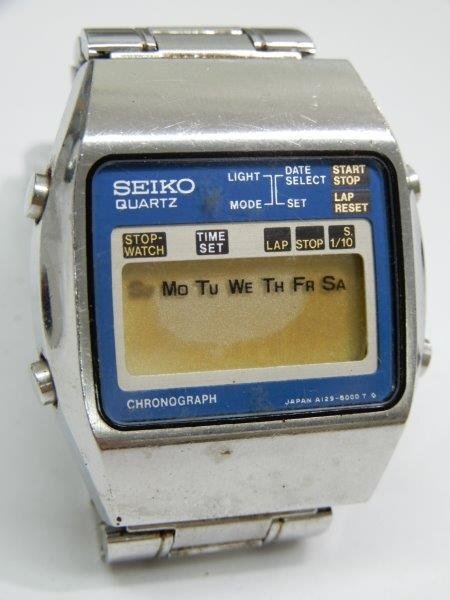 SEIKO
QUARTZ
LIGHT
DATE SELECT
MODE
SET
START
STOP
LAP
RESET
STOP-
WATCH
TIME
SET
LAP
STOP
S.
1/10
Su Mo Tu We Th Fr Sa
CHRONOGRAPH
JAPAN A129-5000 T